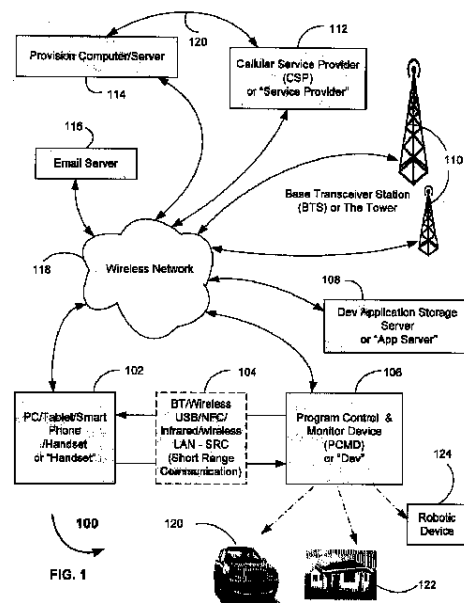 120
112
Provision Computer/Server
114
Cellular Service Provider
(CSP)
or "Service Provider"
116
Email Server
110
Base Transceiver Station
(BTS) or The Tower
118
Wireless Network
108
Dev Application Storage
Server
or "App Server"
102
104
106
PC/Tablet/Smart
Phone
/Handset
or "Handset"
BT/Wireless
USB/NFC/
Infrared/wireless
LAN - SRC
(Short Range
Communication)
Program Control &
Monitor Device
(PCMD)
or "Dev"
124
Robotic
Device
100
FIG. 1
120
122